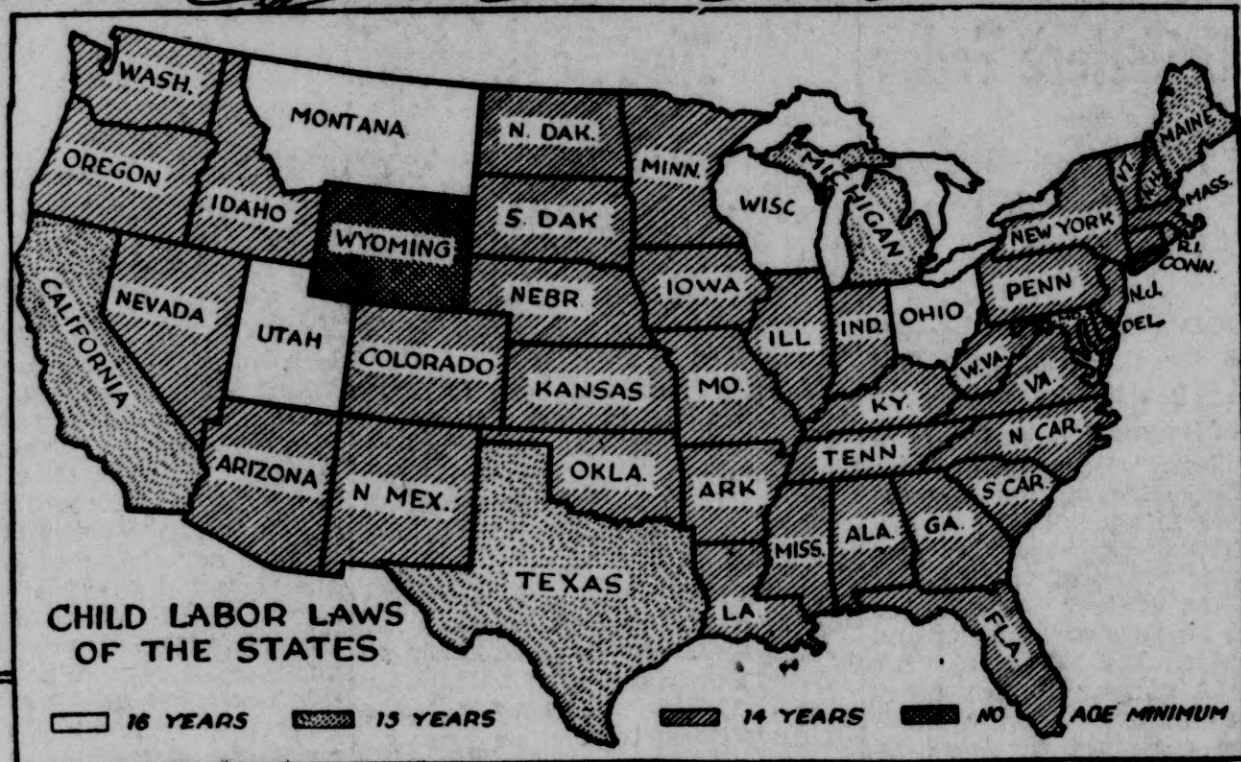 WASH.
MONTANA
N. DAK.
MINN.
OREGON
IDAHO
WYOMING
S. DAK
WISC
MICHIGAN
MAINE
VT.
N.H.
MASS.
NEW YORK
R.I.
CONN.
CALIFORNIA
NEVADA
UTAH
COLORADO
NEBR
IOWA
ILL
IND.
OHIO
PENN
N.J.
MD.
DEL.
W.VA.
VA.
KANSAS
MO.
KY.
ARIZONA
N MEX.
OKLA.
ARK
TENN
N CAR.
S CAR.
TEXAS
LA
MISS.
ALA.
GA.
FLA.
CHILD LABOR LAWS
OF THE STATES
16 YEARS 15 YEARS 14 YEARS NO AGE MINIMUM